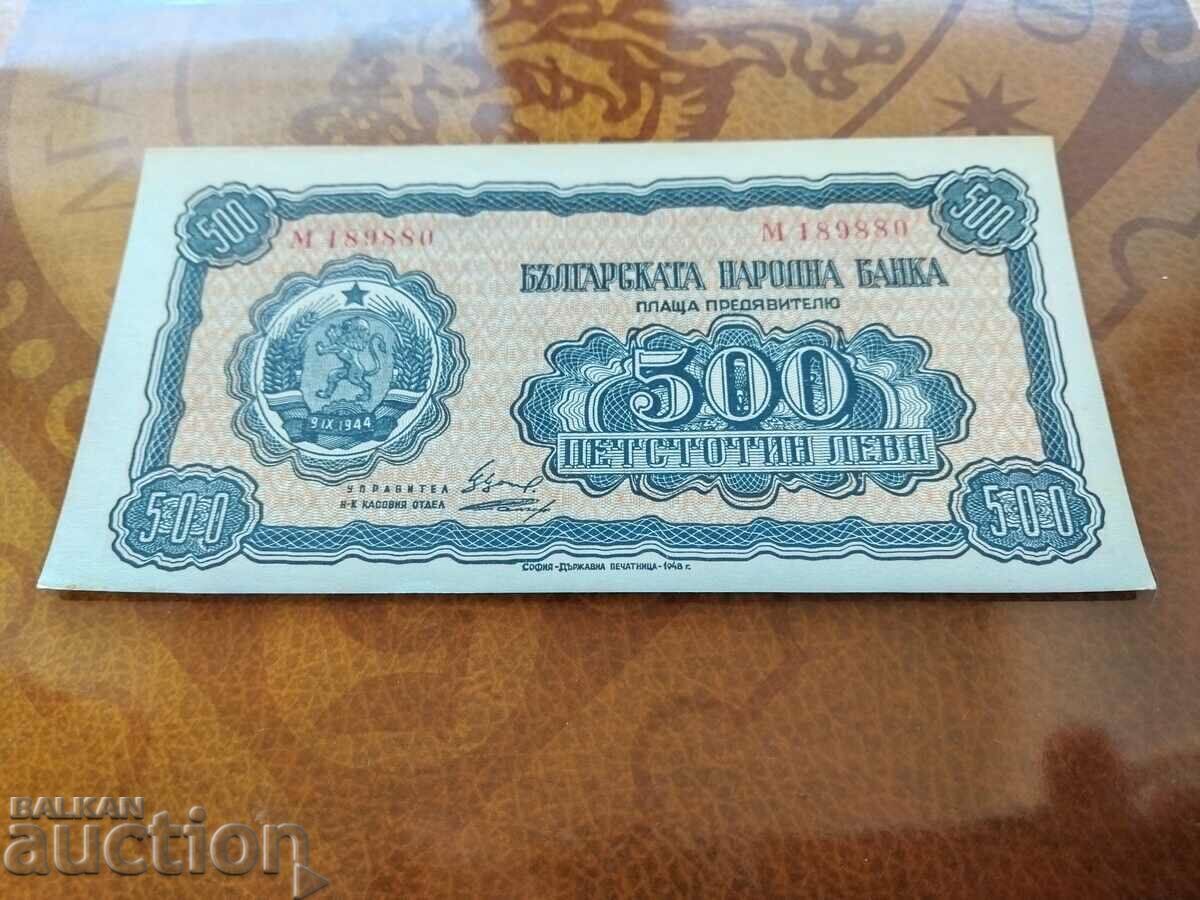 500
500
М 189880
М 189880
БЪЛГАРСКАТА НАРОДНА БАНКА
ПЛАЩА ПРЕДЯВИТЕЛЮ
500
ПЕТСТОТИН ЛЕВА
9 IX 1944
УПРАВИТЕЛ
Н-К КАСОВИЯ ОТДЕЛ
500
500
СОФИЯ - ДЪРЖАВНА ПЕЧАТНИЦА - 1948 г.
BALKAN
auction